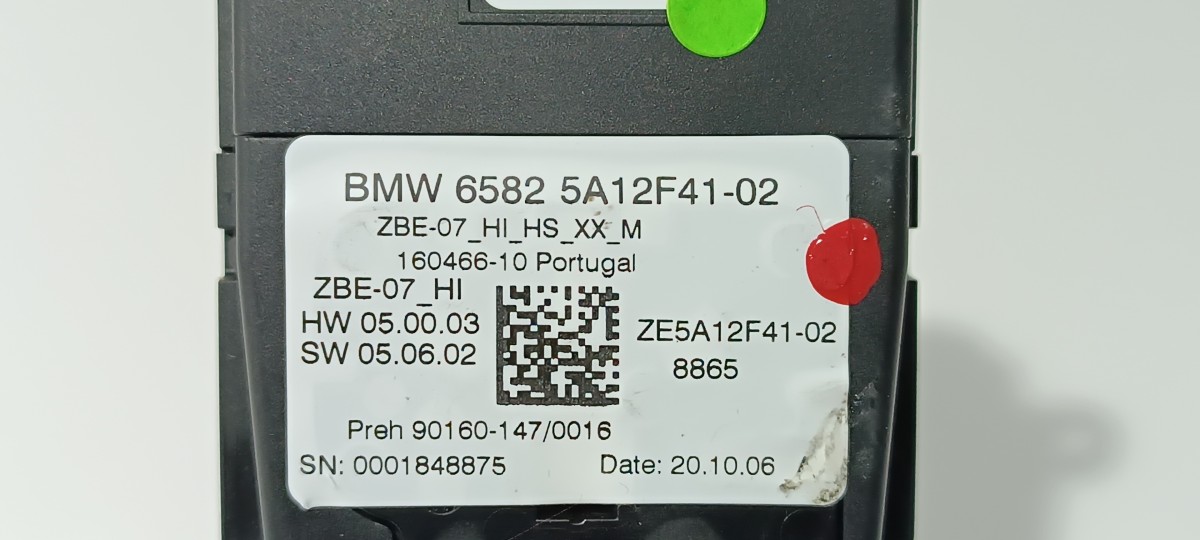 BMW 6582 5A12F41-02
ZBE-07_HI_HS_XX_M
160466-10 Portugal
ZBE-07_HI
HW 05.00.03
SW 05.06.02
ZE5A12F41-02
8865
Preh 90160-147/0016
SN: 0001848875 Date: 20.10.06